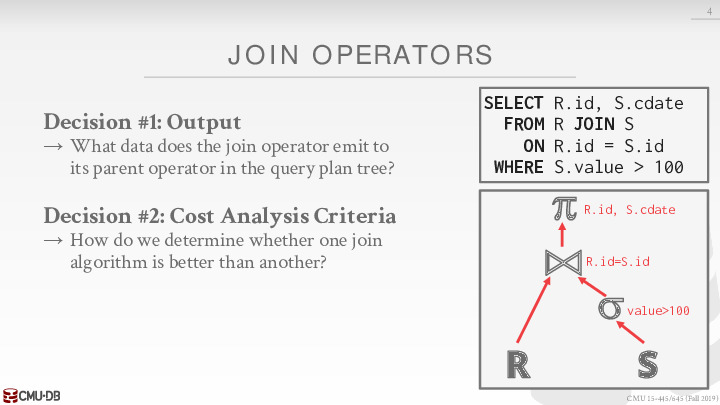 4
JOIN OPERATORS
Decision #1: Output
→ What data does the join operator emit to
its parent operator in the query plan tree?
Decision #2: Cost Analysis Criteria
→ How do we determine whether one join
algorithm is better than another?
SELECT R.id, S.cdate
FROM R JOIN S
ON R.id = S.id
WHERE S.value > 100
π R.id, S.cdate
⋈ R.id=S.id
σ value>100
R S
CMU·DB
CMU 15-445/645 (Fall 2019)